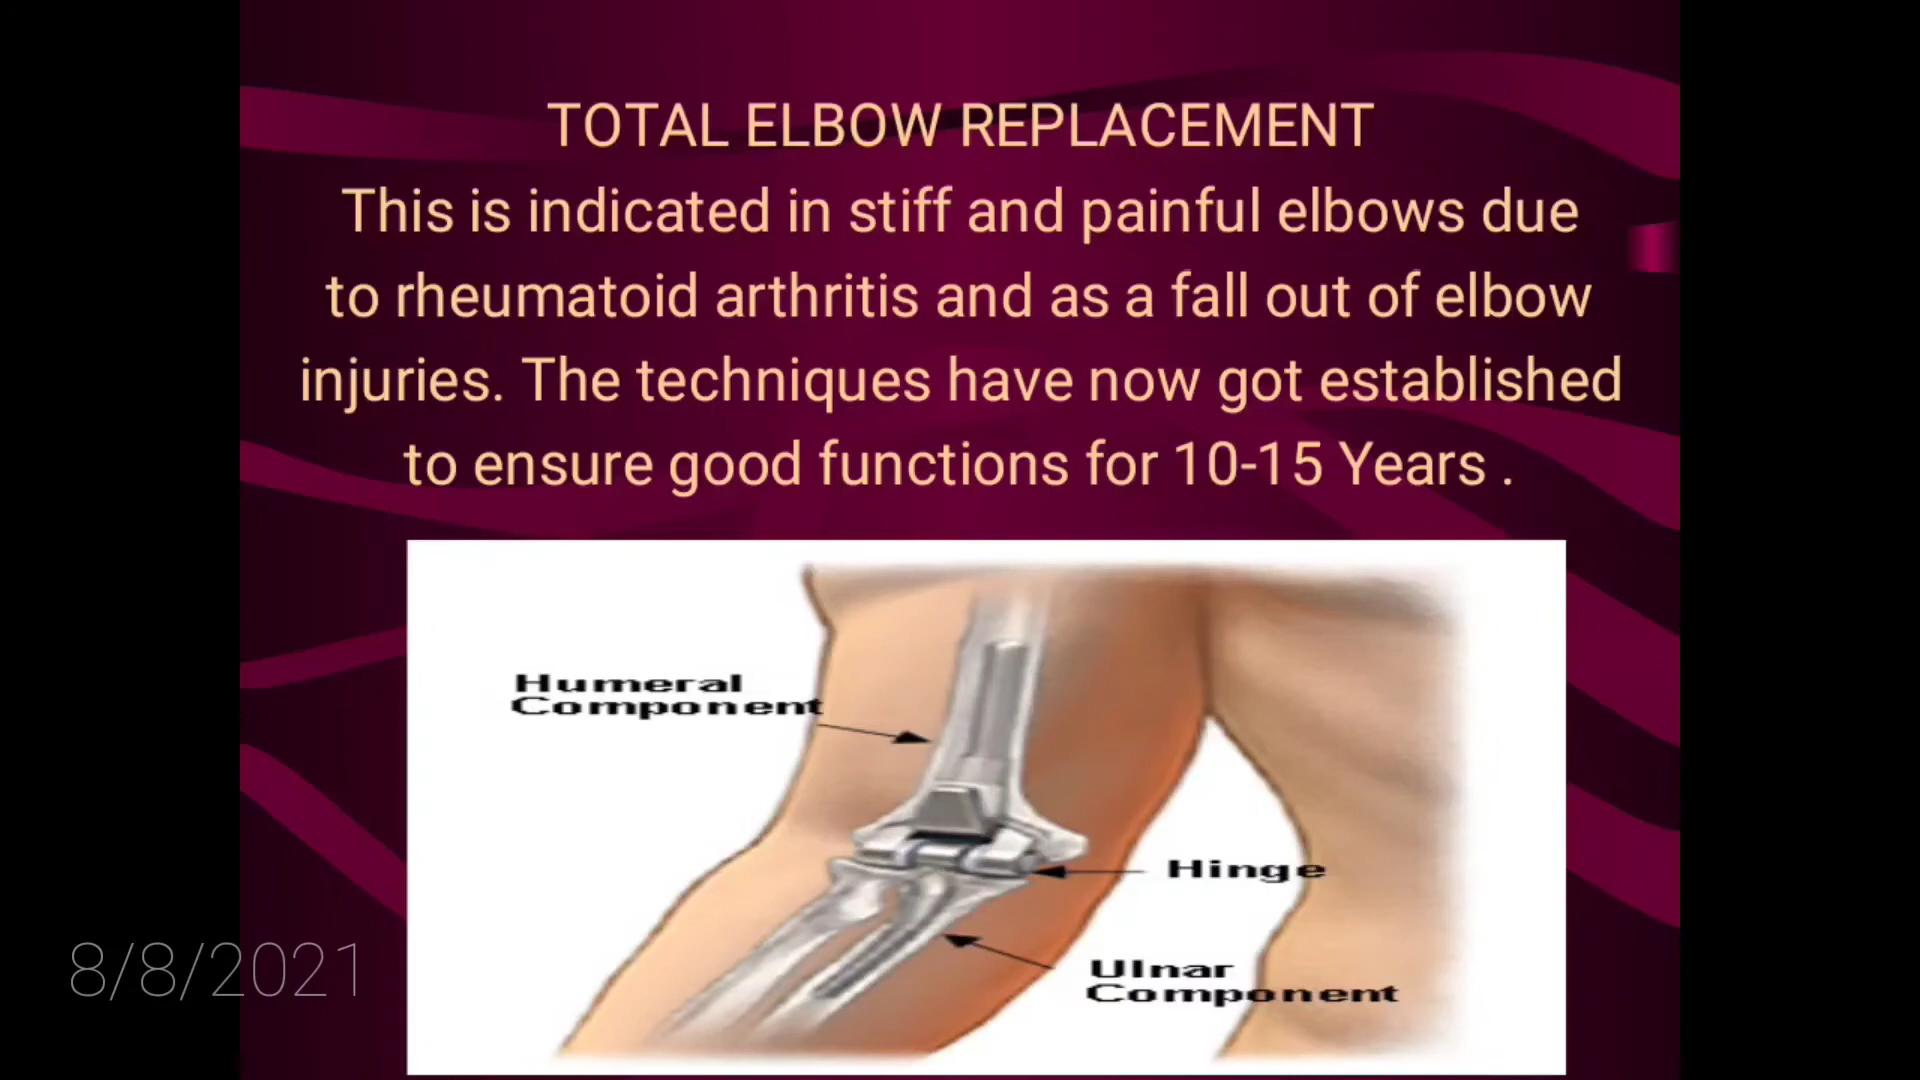 TOTAL ELBOW REPLACEMENT
This is indicated in stiff and painful elbows due
to rheumatoid arthritis and as a fall out of elbow
injuries. The techniques have now got established
to ensure good functions for 10-15 Years .
Humeral
Component
Hinge
Ulnar
Component
8/8/2021